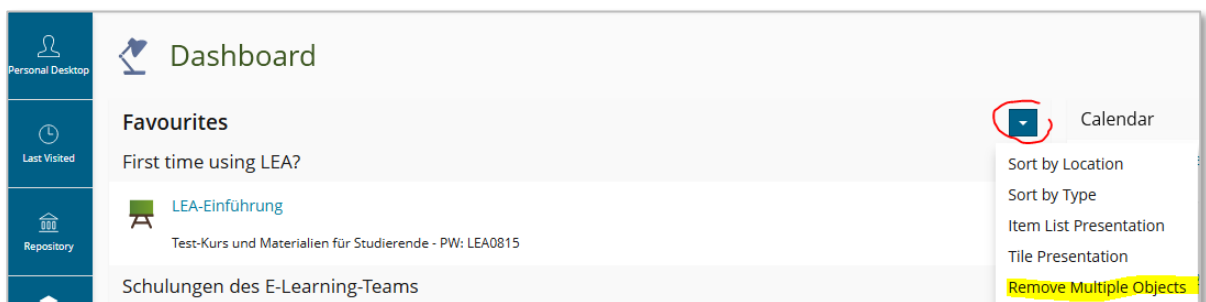 Personal Desktop
Dashboard
Favourites
Calendar
Last Visited
First time using LEA?
Sort by Location
Sort by Type
LEA-Einführung
Item List Presentation
Repository
Test-Kurs und Materialien für Studierende - PW: LEA0815
Tile Presentation
Schulungen des E-Learning-Teams
Remove Multiple Objects